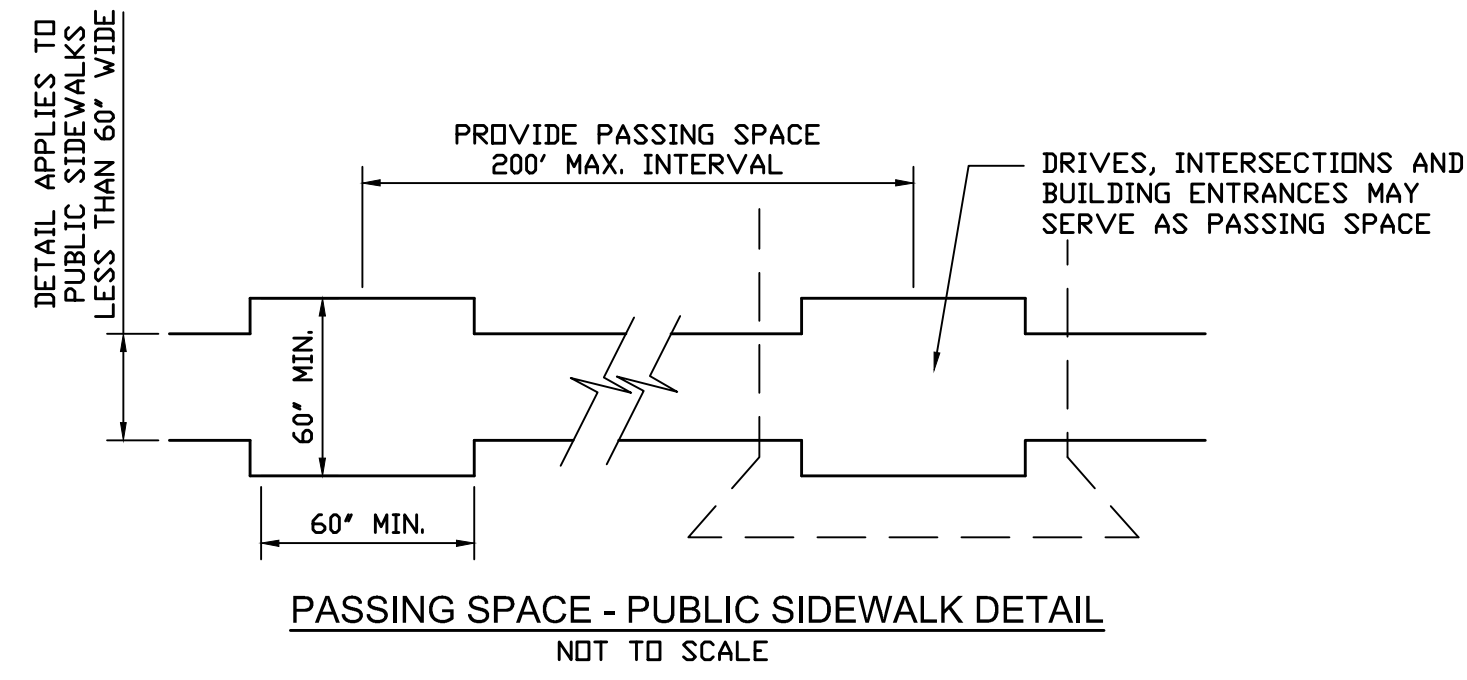 DETAIL APPLIES TO
PUBLIC SIDEWALKS
LESS THAN 60" WIDE
PROVIDE PASSING SPACE
200' MAX. INTERVAL
DRIVES, INTERSECTIONS AND
BUILDING ENTRANCES MAY
SERVE AS PASSING SPACE
60" MIN.
60" MIN.
PASSING SPACE - PUBLIC SIDEWALK DETAIL
NOT TO SCALE